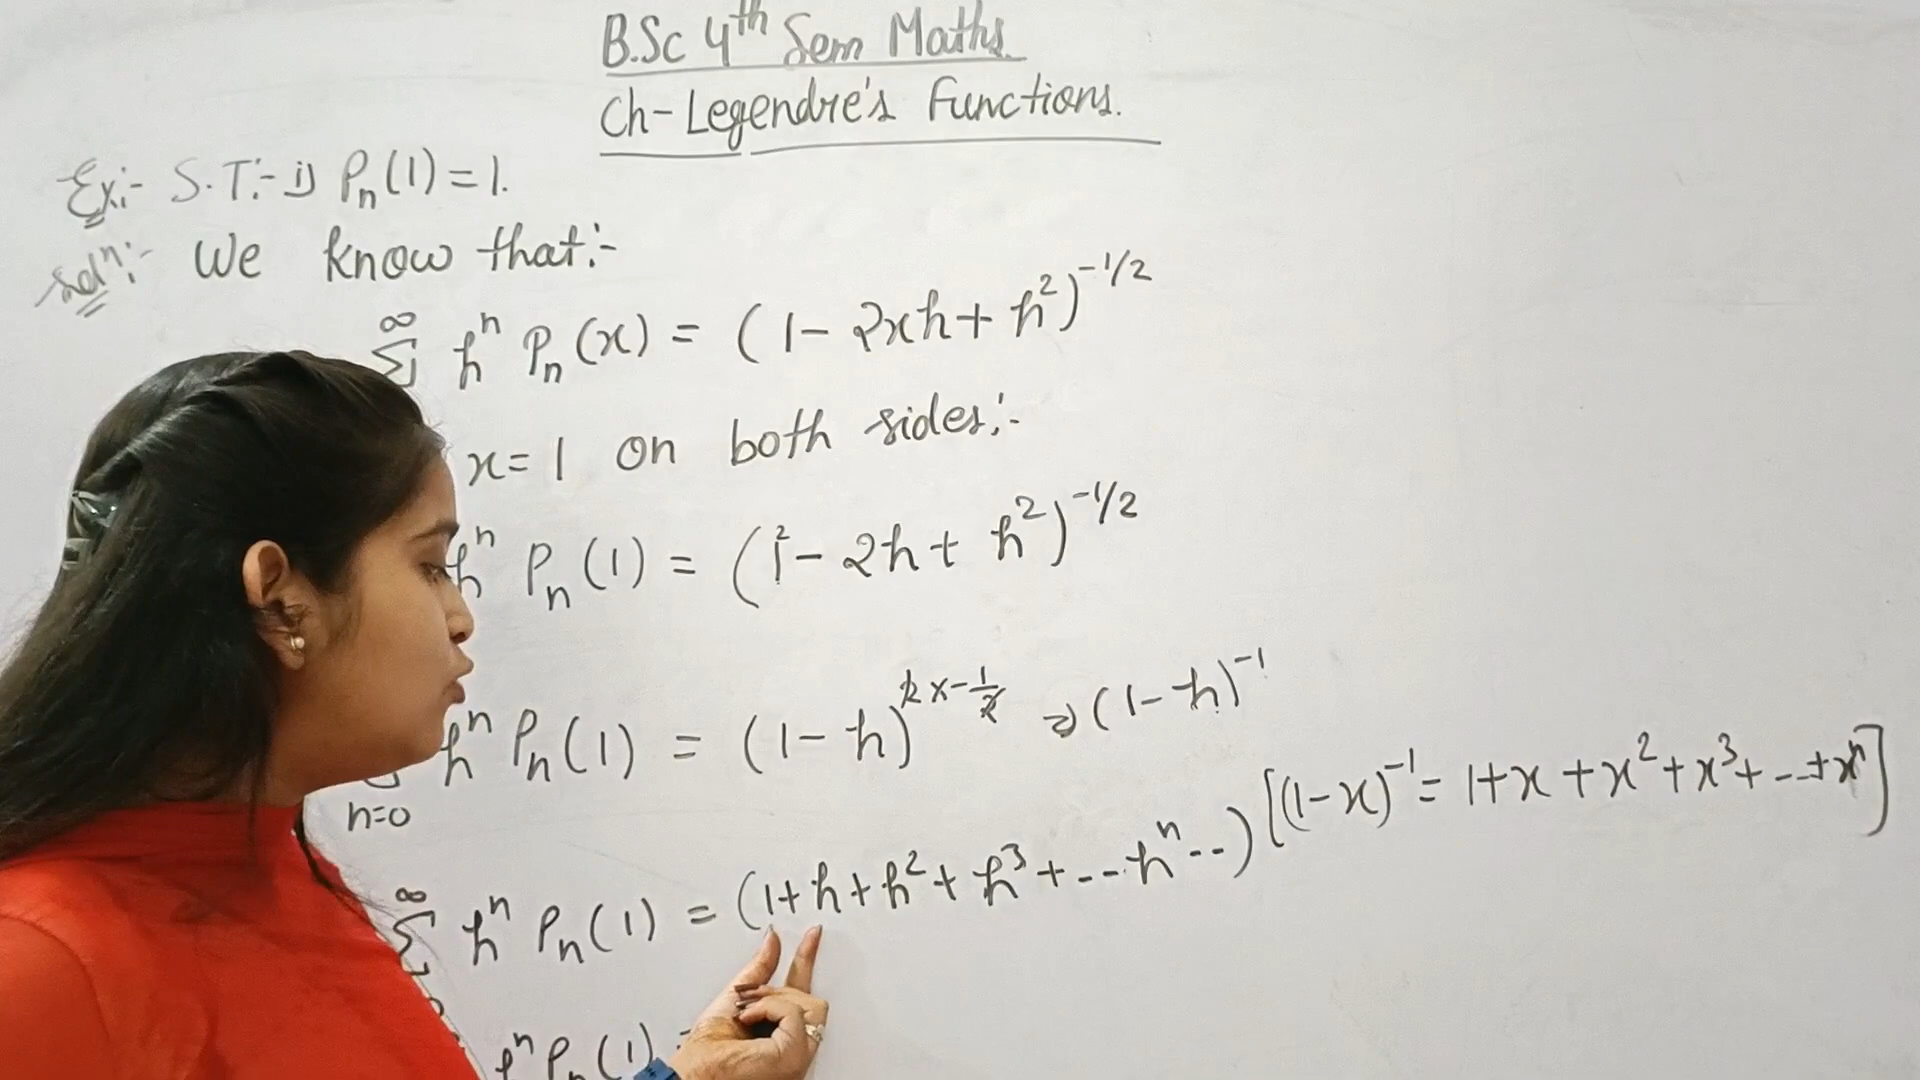 B.Sc 4th Sem Maths
Ch- Legendre's Functions.
Ex:- S.T:- i) Pₙ(1) = 1.
Solⁿ:- We know that:-
∞
Σ hⁿ Pₙ(x) = (1 - 2xh + h²)^-1/2
x = 1 on both sides:-
hⁿ Pₙ(1) = (1² - 2h + h²)^-1/2
hⁿ Pₙ(1) = (1 - h)^2 x -1/2 ⇒ (1 - h)^-1
n=0
[(1-x)^-1 = 1 + x + x² + x³ + --- + xⁿ]
∞
Σ hⁿ Pₙ(1) = (1 + h + h² + h³ + --- hⁿ --)
hⁿ Pₙ(1) =